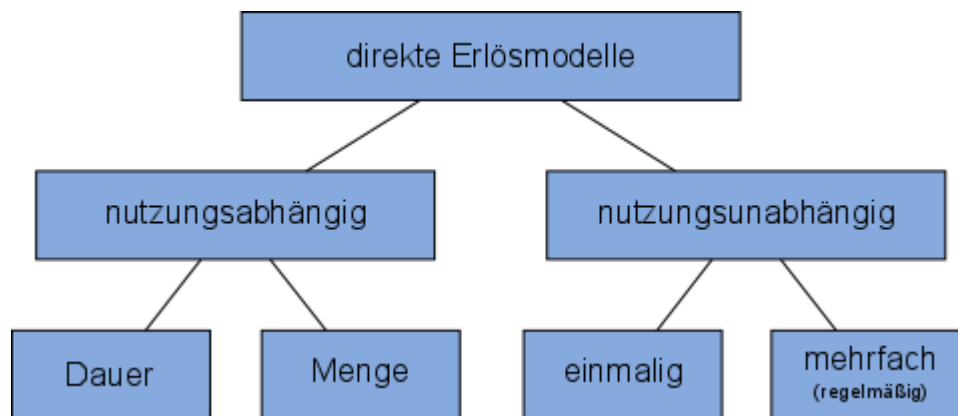 direkte Erlösmodelle
nutzungsabhängig
nutzungsunabhängig
Dauer
Menge
einmalig
mehrfach
(regelmäßig)